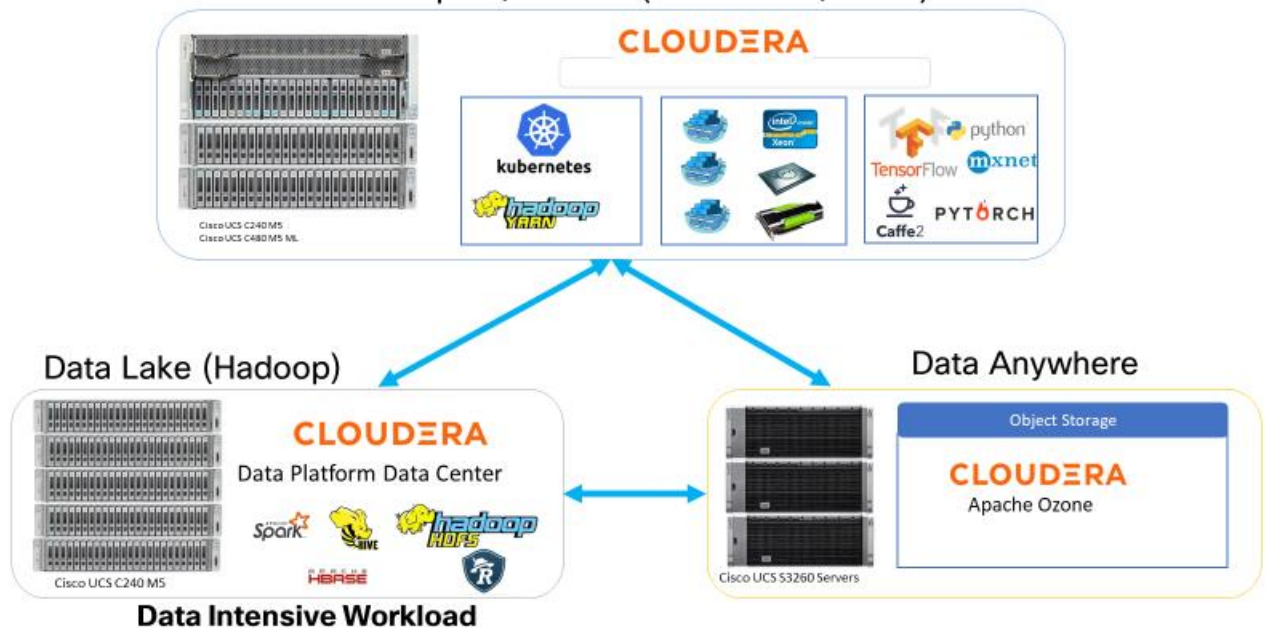 CLOUDERA
kubernetes
hadoop
YARN
intel
Xeon
TensorFlow
python
mxnet
Caffe2
PYTORCH
Cisco UCS C240 M5
Cisco UCS C480 M5 ML
Data Lake (Hadoop)
Data Anywhere
CLOUDERA
Data Platform Data Center
APACHE
Spark
HIVE
hadoop
HDFS
APACHE
HBASE
R
Cisco UCS C240 M5
Data Intensive Workload
Object Storage
CLOUDERA
Apache Ozone
Cisco UCS S3260 Servers